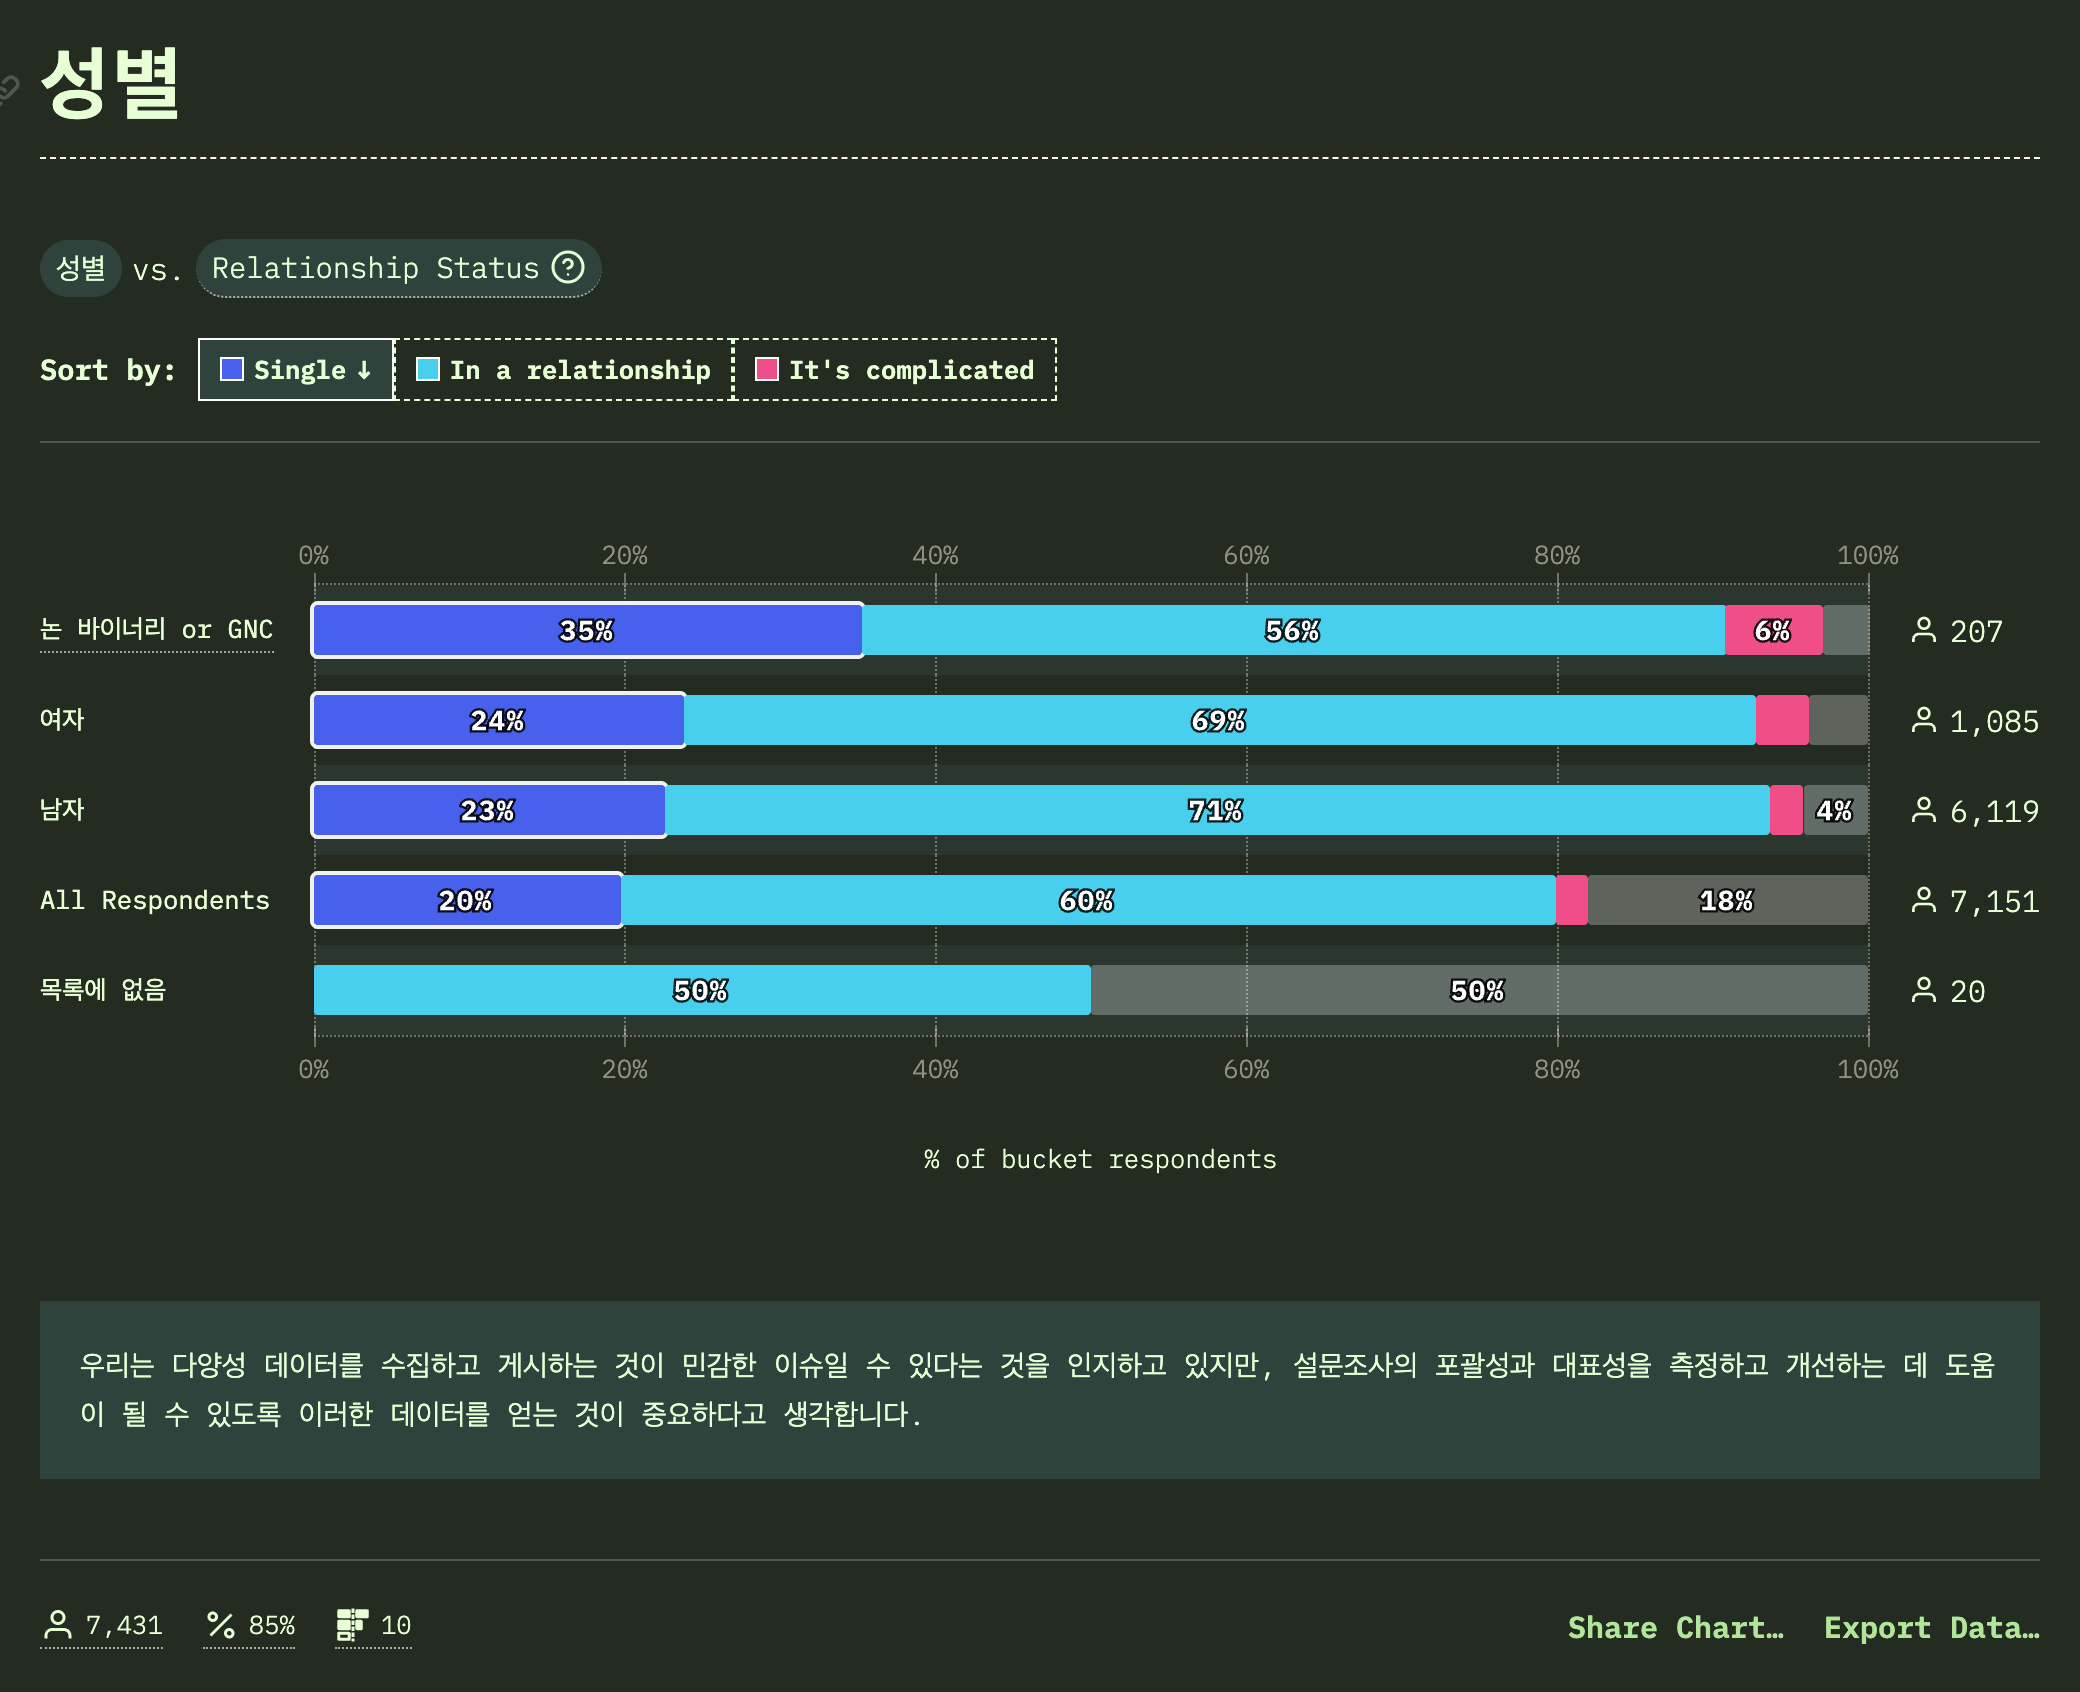 성별
성별 vs. Relationship Status
Sort by: Single ↓ In a relationship It's complicated
0% 20% 40% 60% 80% 100%
논 바이너리 or GNC 35% 56% 6% 207
여자 24% 69% 1,085
남자 23% 71% 4% 6,119
All Respondents 20% 60% 18% 7,151
목록에 없음 50% 50% 20
0% 20% 40% 60% 80% 100%
% of bucket respondents
우리는 다양성 데이터를 수집하고 게시하는 것이 민감한 이슈일 수 있다는 것을 인지하고 있지만, 설문조사의 포괄성과 대표성을 측정하고 개선하는 데 도움
이 될 수 있도록 이러한 데이터를 얻는 것이 중요하다고 생각합니다.
7,431 85% 10 Share Chart… Export Data…